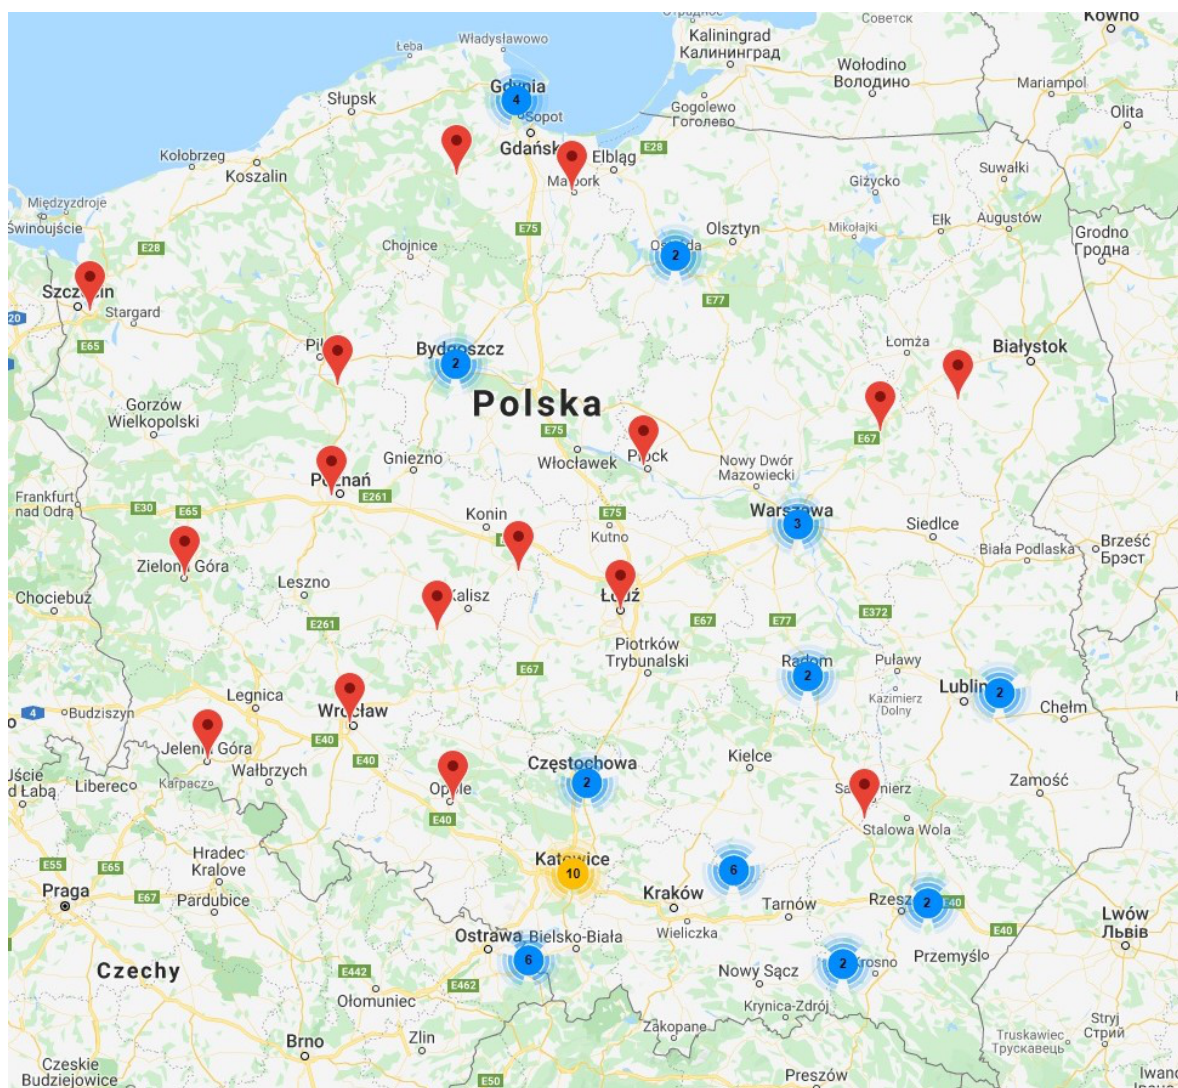 Советск
Kowno
Władysławowo
Łeba
Kaliningrad
Калининград
Wołodino
Володино
Gdynia
4
Mariampol
Słupsk
Gogolewo
Гоголево
Olita
Sopot
Gdańsk
Elbląg
E28
Kołobrzeg
Koszalin
Suwałki
Giżycko
Międzyzdroje
Świnoujście
Augustów
Ełk
Mikołajki
Olsztyn
E75
Grodno
Гродна
E28
Chojnice
2
Szczecin
Stargard
E77
20
E65
Łomża
Białystok
Bydgoszcz
2
Polska
Gorzów
Wielkopolski
E75
E67
Włocławek
Gniezno
Nowy Dwór
Mazowiecki
Poznań
E261
Frankfurt
nad Odrą
E30
E65
Konin
E75
Kutno
Warszawa
3
Siedlce
Biała Podlaska
Brześć
Брэст
Zielona Góra
Leszno
Kalisz
Łódź
Chociebuż
E261
E67
E77
E372
Piotrków
Trybunalski
E67
Radom
2
Puławy
Kazimierz
Dolny
Lublin
2
Chełm
Legnica
4
Budziszyn
Wrocław
E40
E40
Jelenia Góra
Karpacz
Wałbrzych
Liberec
Częstochowa
2
Kielce
Zamość
Opole
E40
Stalowa Wola
Hradec
Kralove
E55
Praga
E67
Pardubice
Katowice
10
6
Kraków
Tarnów
2
E40
Wieliczka
E40
Lwów
Львів
Ostrawa
Bielsko-Biała
6
Przemyśl
2
Krosno
Nowy Sącz
Czechy
E442
E462
Ołomuniec
Krynica-Zdrój
Zakopane
Stryj
Стрий
Truskawiec
Трускавець
Brno
Zlin
Czeskie
Budziejowice
E50
Preszów